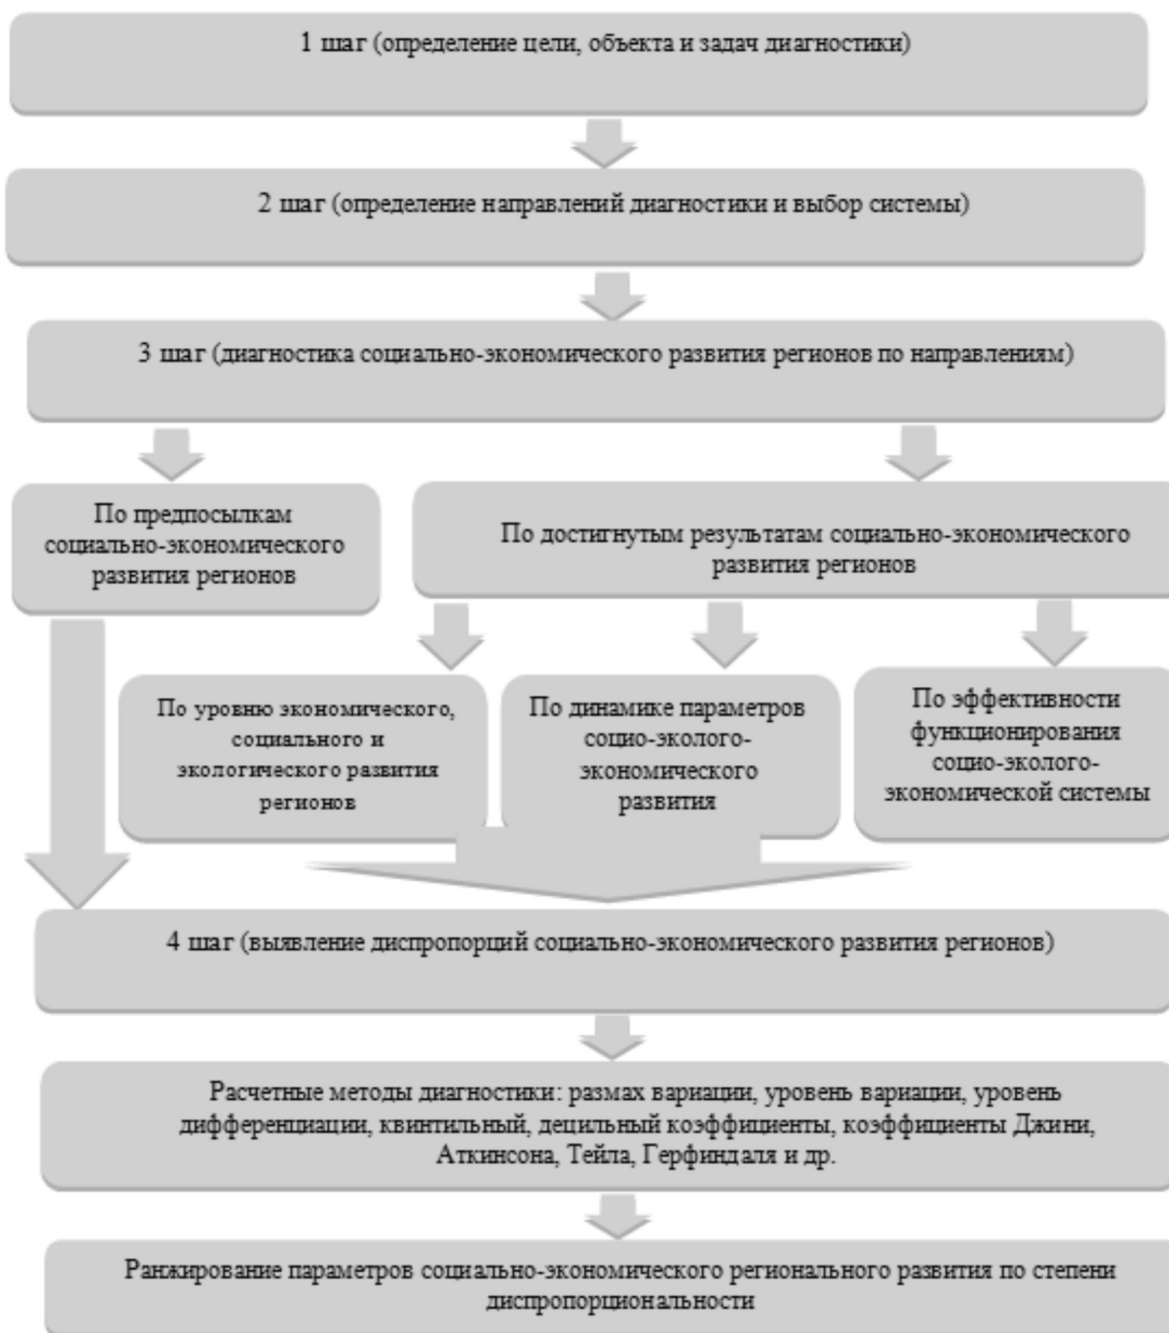 1 шаг (определение цели, объекта и задач диагностики)
2 шаг (определение направлений диагностики и выбор системы)
3 шаг (диагностика социально-экономического развития регионов по направлениям)
По предпосылкам
социально-экономического
развития регионов
По достигнутым результатам социально-экономического
развития регионов
По уровню экономического,
социального и
экологического развития
регионов
По динамике параметров
социо-эколого-
экономического
развития
По эффективности
функционирования
социо-эколого-
экономической системы
4 шаг (выявление диспропорций социально-экономического развития регионов)
Расчетные методы диагностики: размах вариации, уровень вариации, уровень
дифференциации, квинтильный, децильный коэффициенты, коэффициенты Джини,
Аткинсона, Тейла, Герфиндаля и др.
Ранжирование параметров социально-экономического регионального развития по степени
диспропорциональности